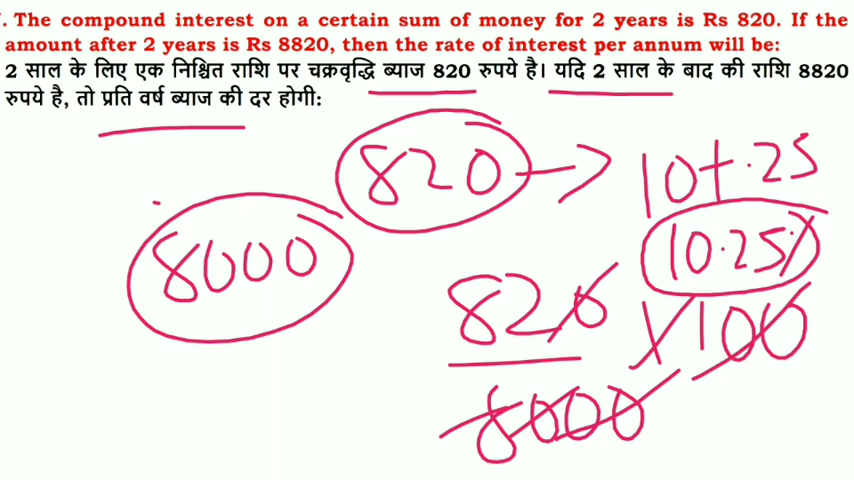 . The compound interest on a certain sum of money for 2 years is Rs 820. If the
amount after 2 years is Rs 8820, then the rate of interest per annum will be:
2 साल के लिए एक निश्चित राशि पर चक्रवृद्धि ब्याज 820 रुपये है। यदि 2 साल के बाद की राशि 8820
रुपये है, तो प्रति वर्ष ब्याज की दर होगी:
820 → 10+.25
8000 10.25%
820 x100
8000